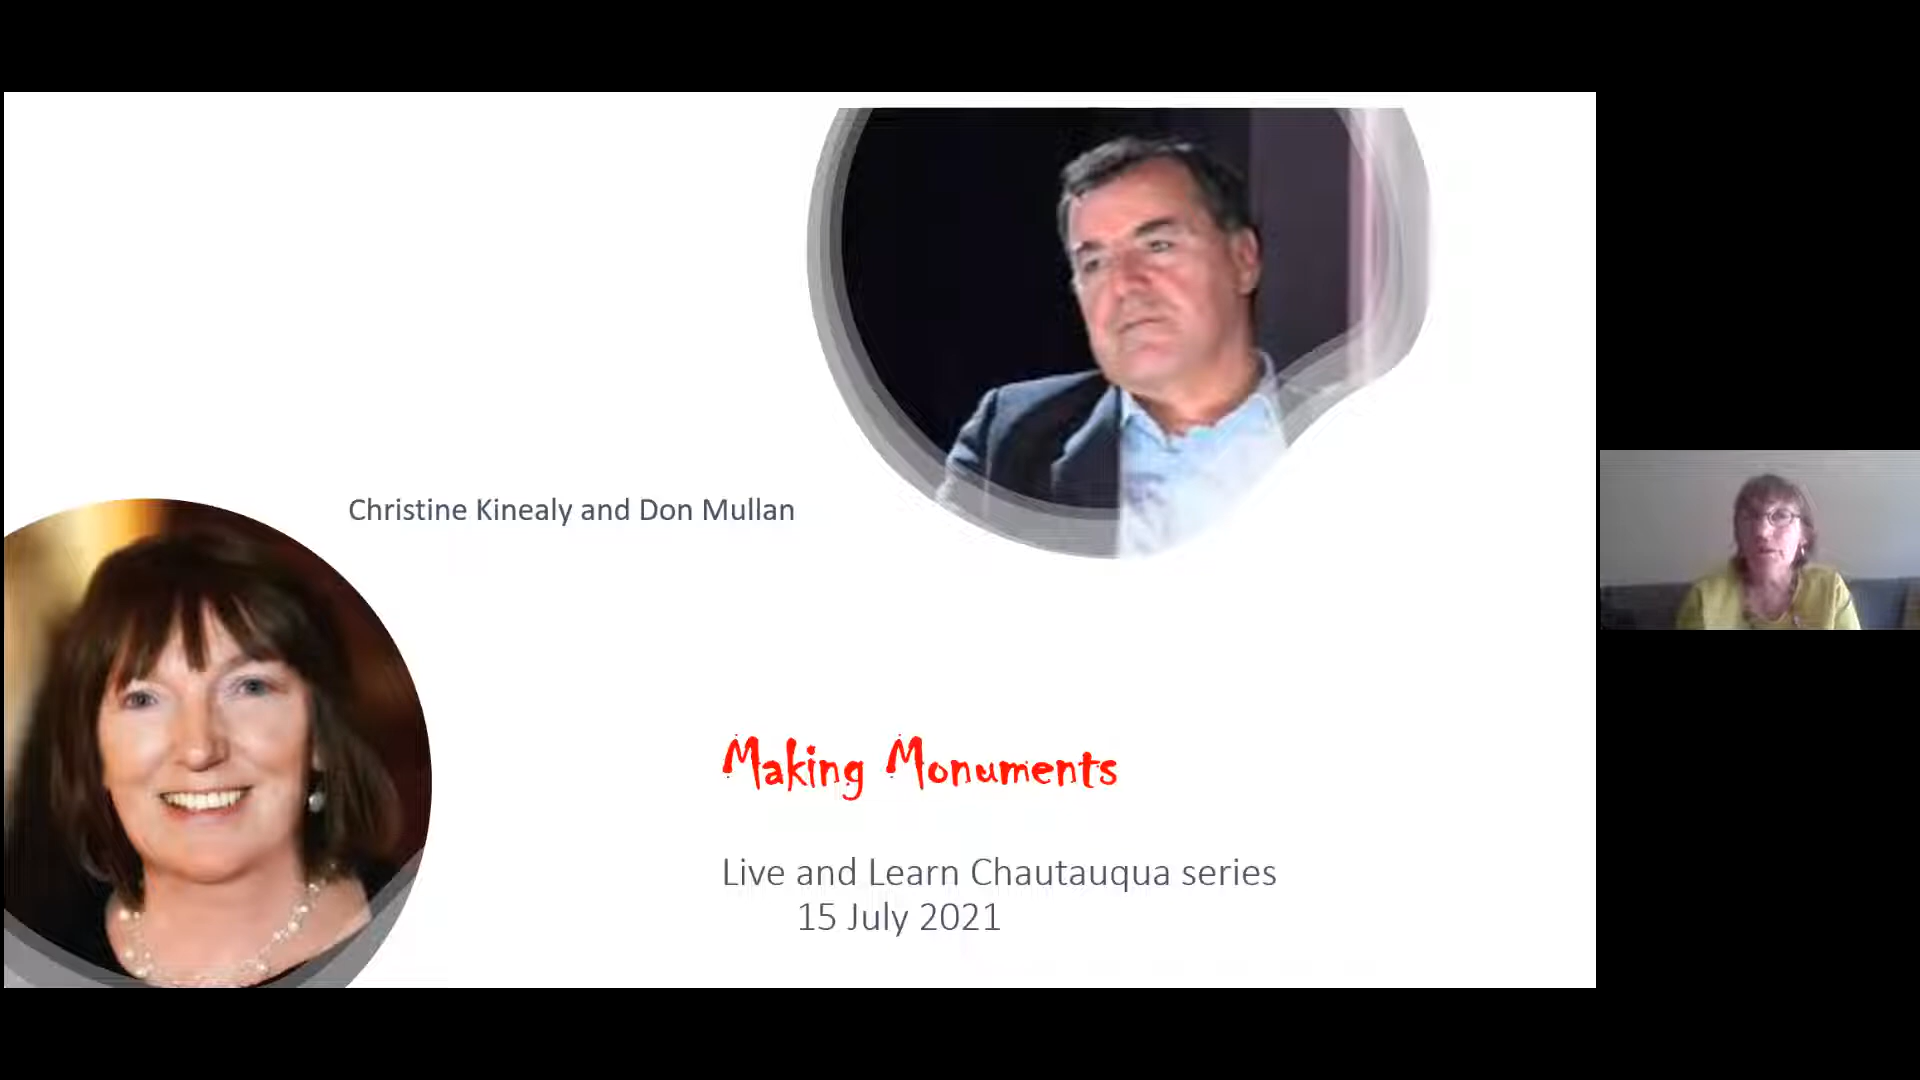 Christine Kinealy and Don Mullan
Making Monuments
Live and Learn Chautauqua series
15 July 2021